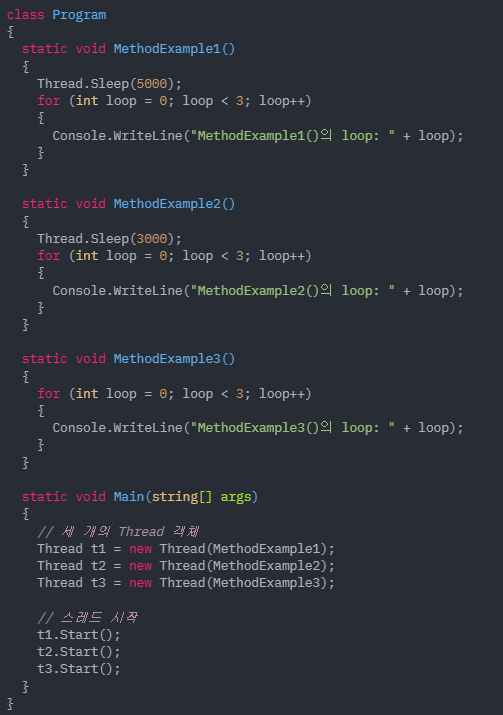 class Program
{
  static void MethodExample1()
  {
    Thread.Sleep(5000);
    for (int loop = 0; loop < 3; loop++)
    {
      Console.WriteLine("MethodExample1()의 loop: " + loop);
    }
  }

  static void MethodExample2()
  {
    Thread.Sleep(3000);
    for (int loop = 0; loop < 3; loop++)
    {
      Console.WriteLine("MethodExample2()의 loop: " + loop);
    }
  }

  static void MethodExample3()
  {
    for (int loop = 0; loop < 3; loop++)
    {
      Console.WriteLine("MethodExample3()의 loop: " + loop);
    }
  }

  static void Main(string[] args)
  {
    // 세 개의 Thread 객체
    Thread t1 = new Thread(MethodExample1);
    Thread t2 = new Thread(MethodExample2);
    Thread t3 = new Thread(MethodExample3);

    // 스레드 시작
    t1.Start();
    t2.Start();
    t3.Start();
  }
}